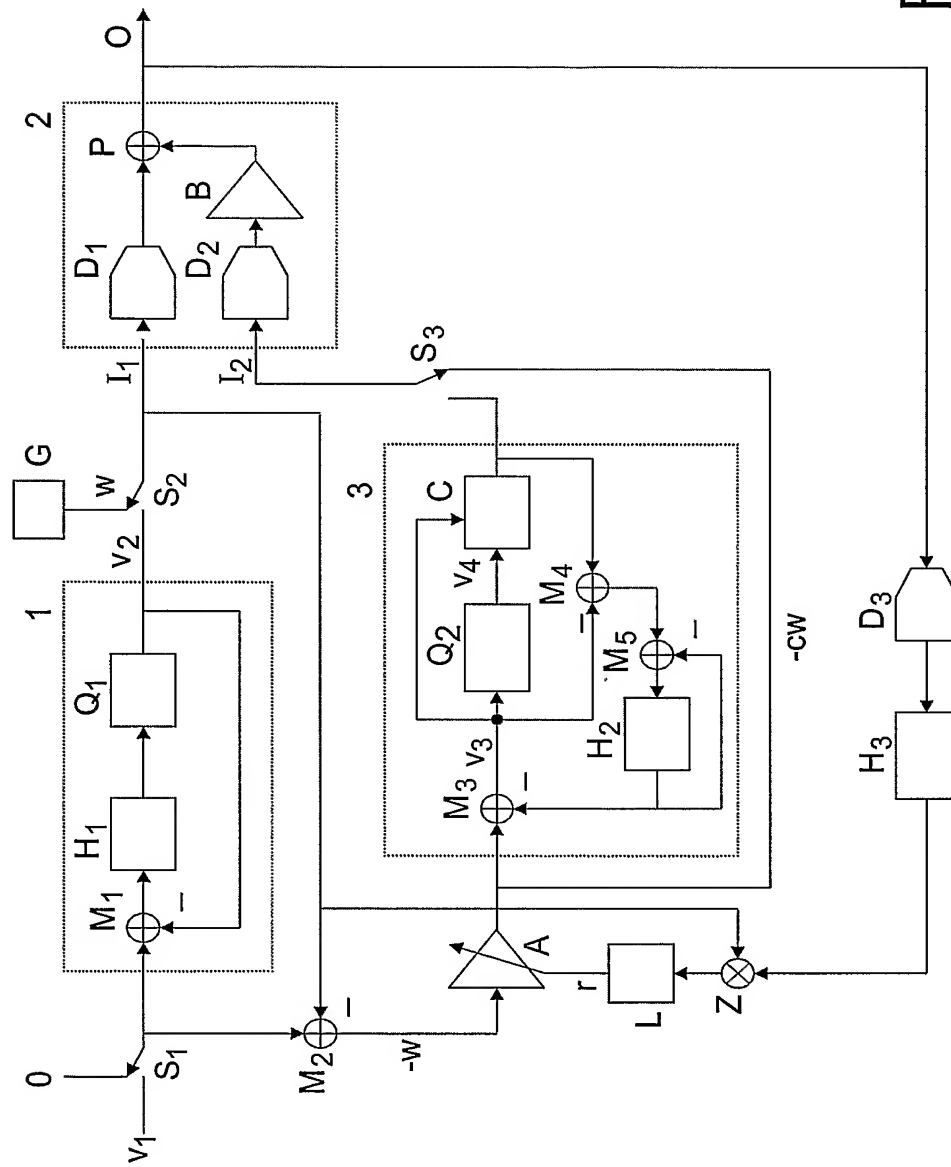 0
V₁
S₁
1
M₁
H₁
Q₁
−
V₂
w
G
S₂
I₁
I₂
2
D₁
D₂
B
P
O
S₃
M₂
−
-w
A
r
L
Z
3
M₃
−
V₃
Q₂
V₄
C
M₄
−
M₅
−
H₂
-cw
D₃
H₃